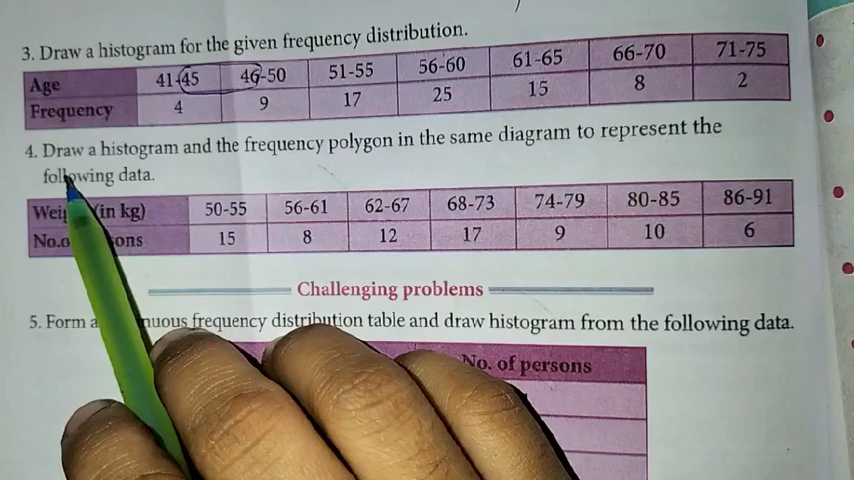 3. Draw a histogram for the given frequency distribution.
Age 41-45 46-50 51-55 56-60 61-65 66-70 71-75
Frequency 4 9 17 25 15 8 2
4. Draw a histogram and the frequency polygon in the same diagram to represent the
following data.
(in kg) 50-55 56-61 62-67 68-73 74-79 80-85 86-91
15 8 12 17 9 10 6
Challenging problems
5. Form frequency distribution table and draw histogram from the following data.
No. of persons